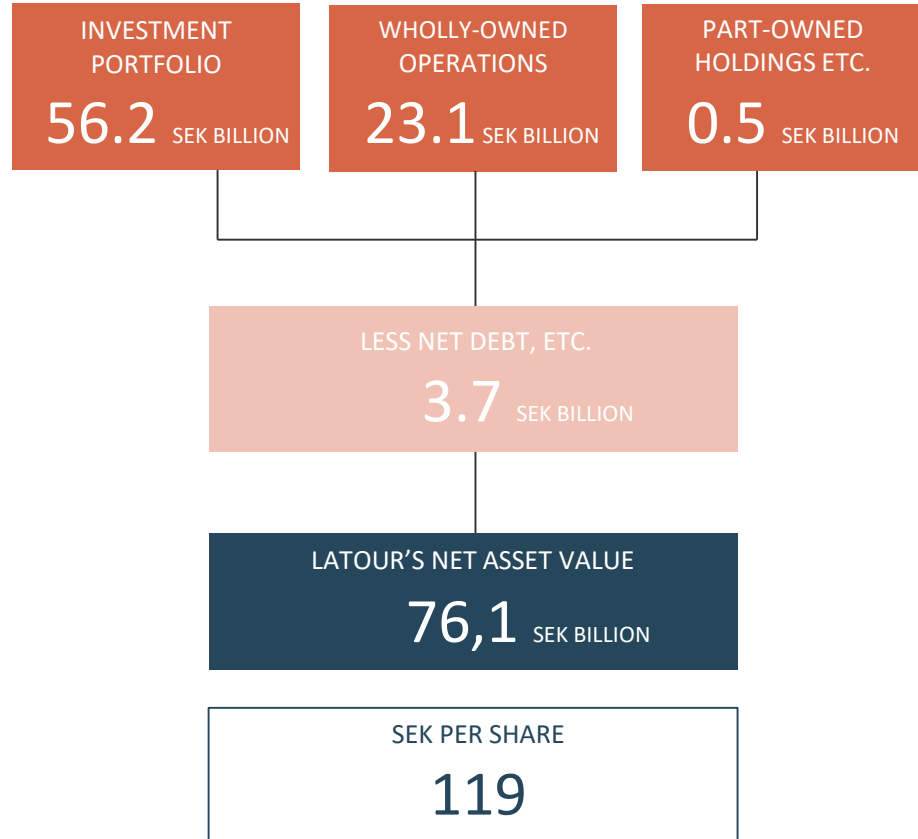 INVESTMENT
PORTFOLIO
56.2 SEK BILLION
WHOLLY-OWNED
OPERATIONS
23.1 SEK BILLION
PART-OWNED
HOLDINGS ETC.
0.5 SEK BILLION
LESS NET DEBT, ETC.
3.7 SEK BILLION
LATOUR’S NET ASSET VALUE
76,1 SEK BILLION
SEK PER SHARE
119